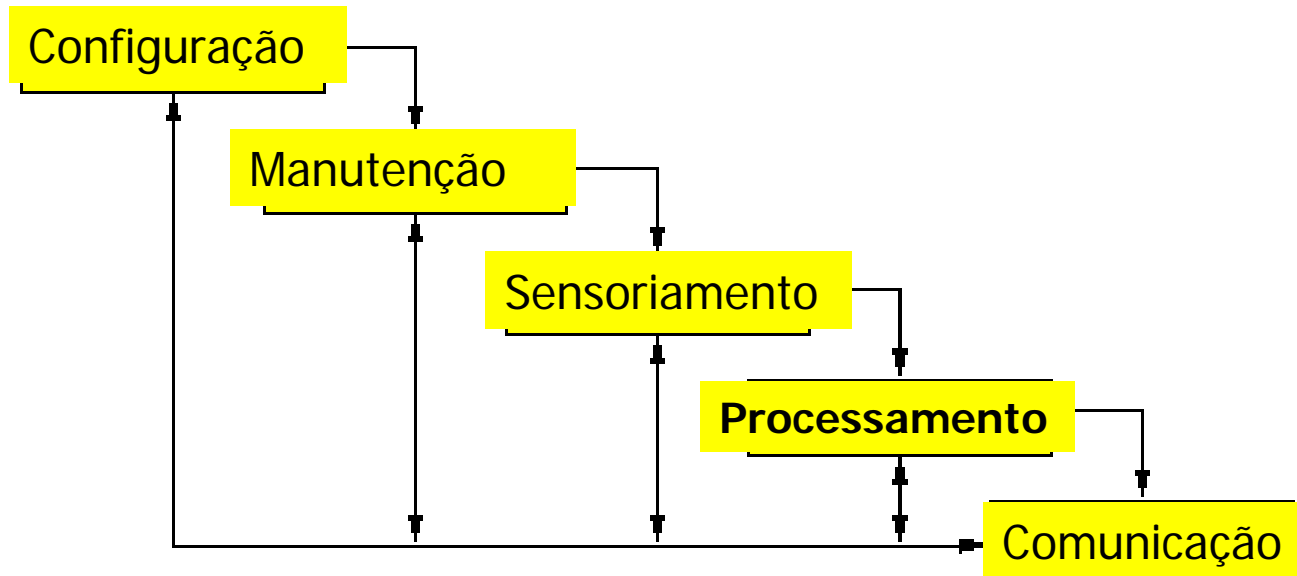 Configuração
Manutenção
Sensoriamento
Processamento
Comunicação